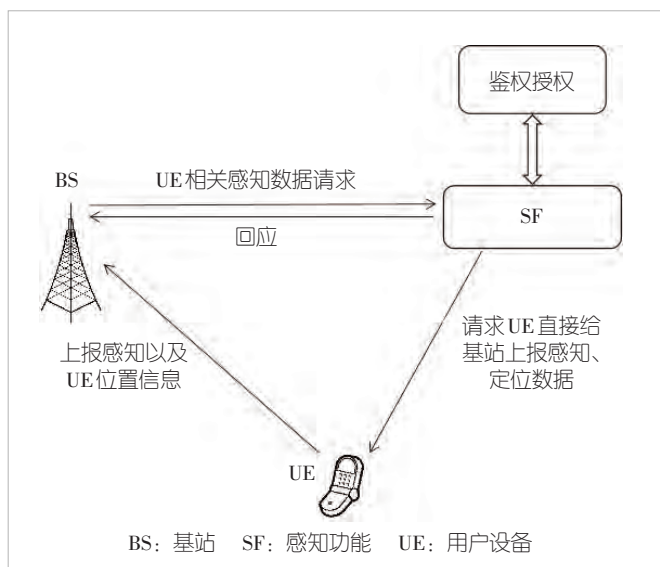 鉴权授权
BS
UE相关感知数据请求
SF
回应
上报感知以及
UE位置信息
请求UE直接给
基站上报感知、
定位数据
UE
BS：基站 SF：感知功能 UE：用户设备